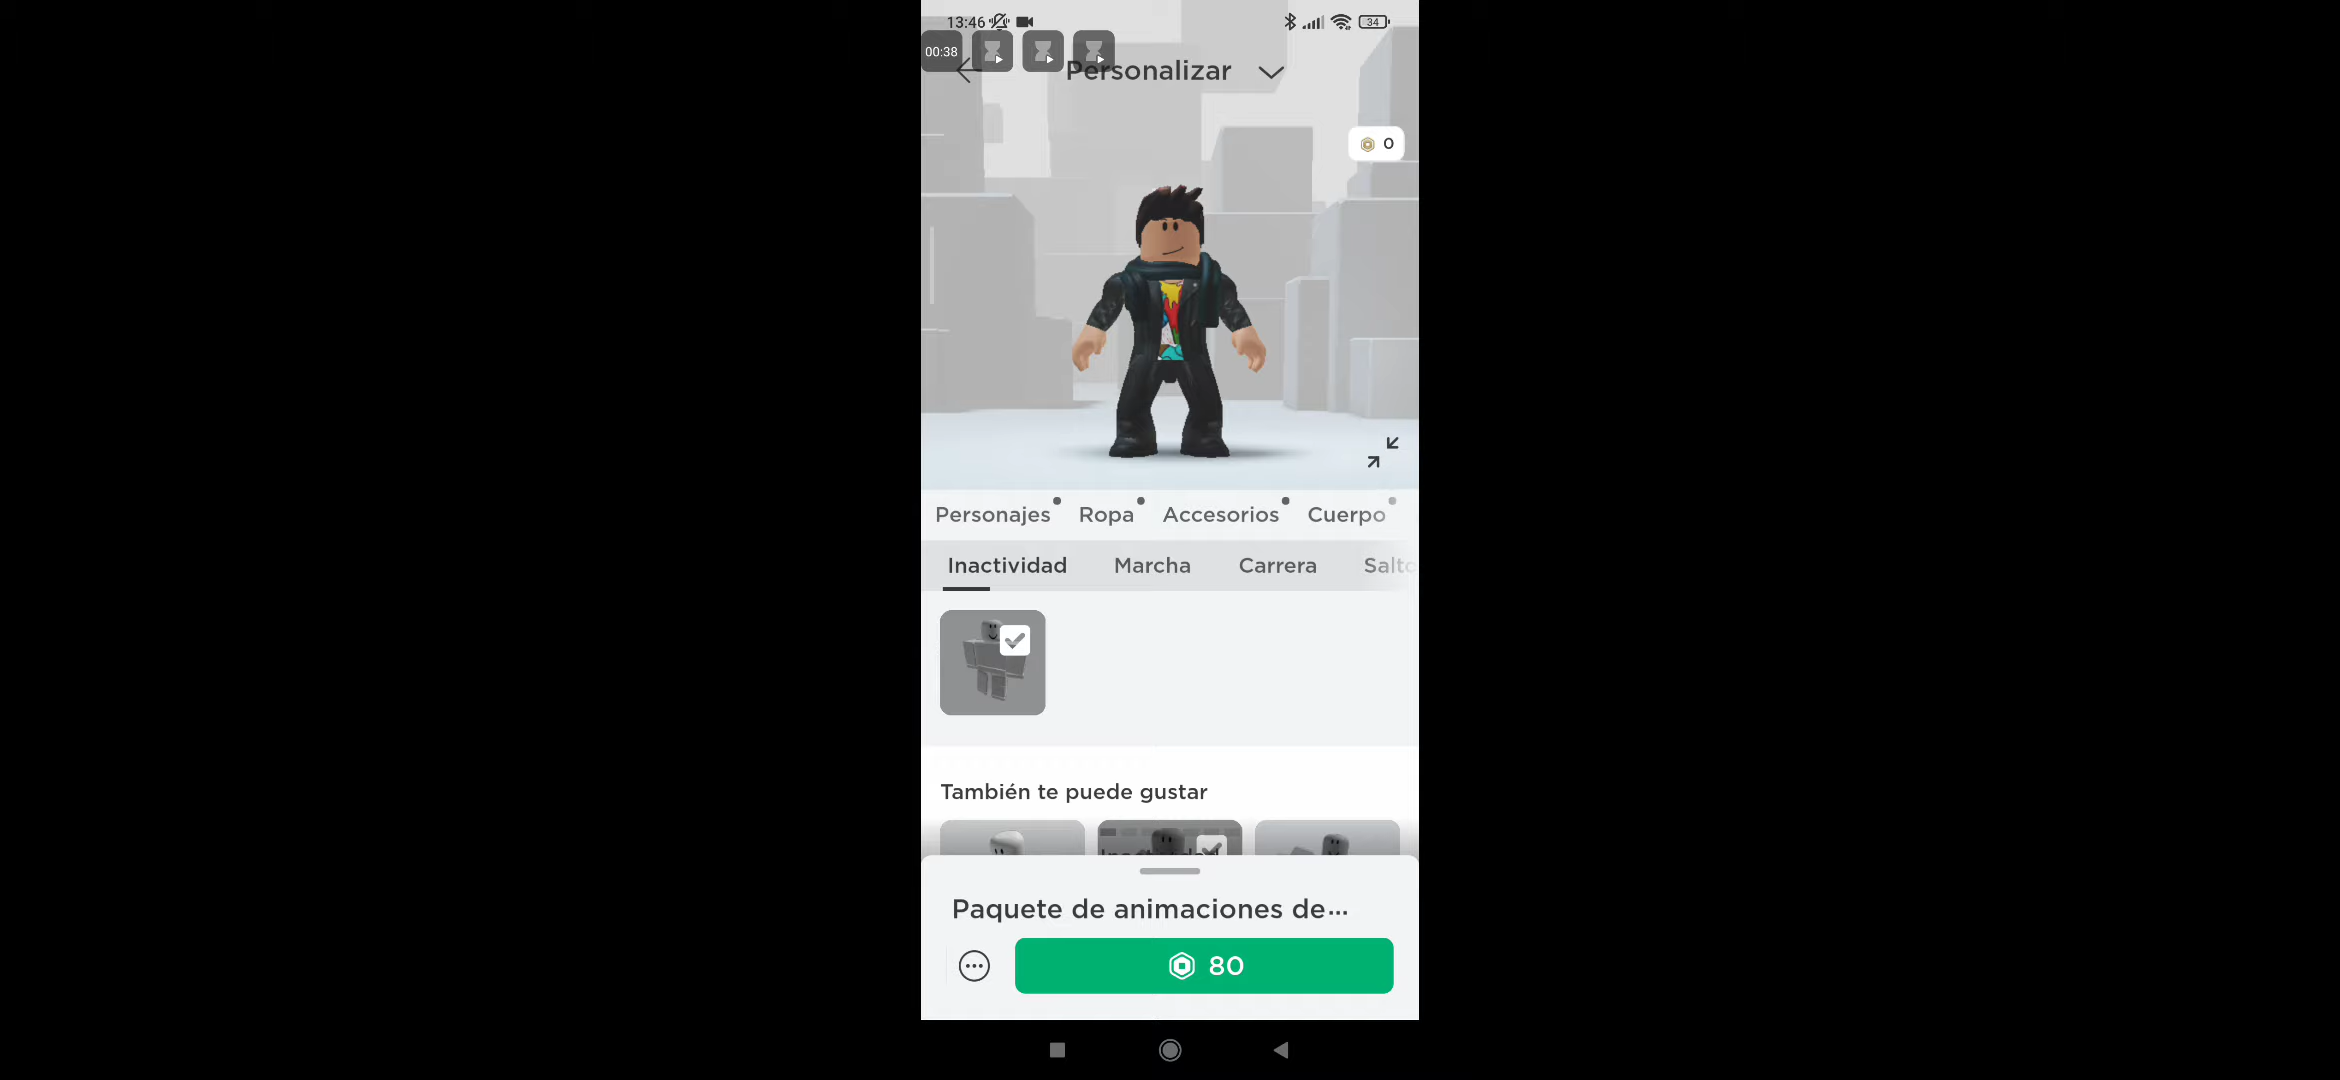 13:46
34
00:38
Personalizar
0
Personajes Ropa Accesorios Cuerpo
Inactividad Marcha Carrera Salto
También te puede gustar
Paquete de animaciones de...
80